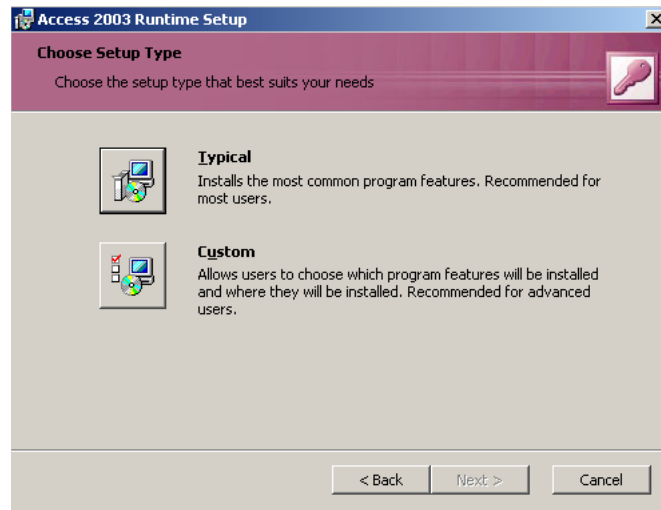 Access 2003 Runtime Setup
Choose Setup Type
Choose the setup type that best suits your needs
Typical
Installs the most common program features. Recommended for
most users.
Custom
Allows users to choose which program features will be installed
and where they will be installed. Recommended for advanced
users.
< Back
Next >
Cancel